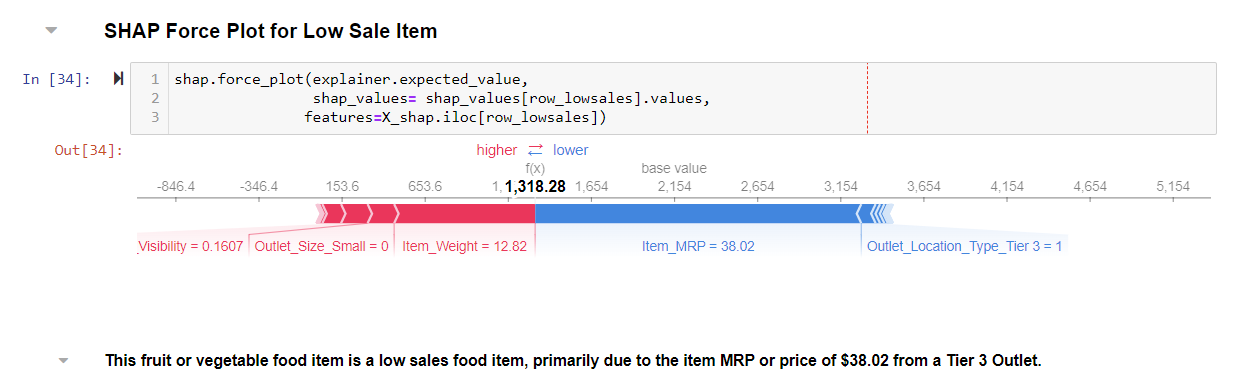 SHAP Force Plot for Low Sale Item
In [34]:
1 shap.force_plot(explainer.expected_value,
2 shap_values= shap_values[row_lowsales].values,
3 features=X_shap.iloc[row_lowsales])
Out[34]:
higher ⇄ lower
f(x) base value
-846.4 -346.4 153.6 653.6 1, 1,318.28 1,654 2,154 2,654 3,154 3,654 4,154 4,654 5,154
_Visibility = 0.1607 Outlet_Size_Small = 0 Item_Weight = 12.82 Item_MRP = 38.02 Outlet_Location_Type_Tier 3 = 1
This fruit or vegetable food item is a low sales food item, primarily due to the item MRP or price of $38.02 from a Tier 3 Outlet.